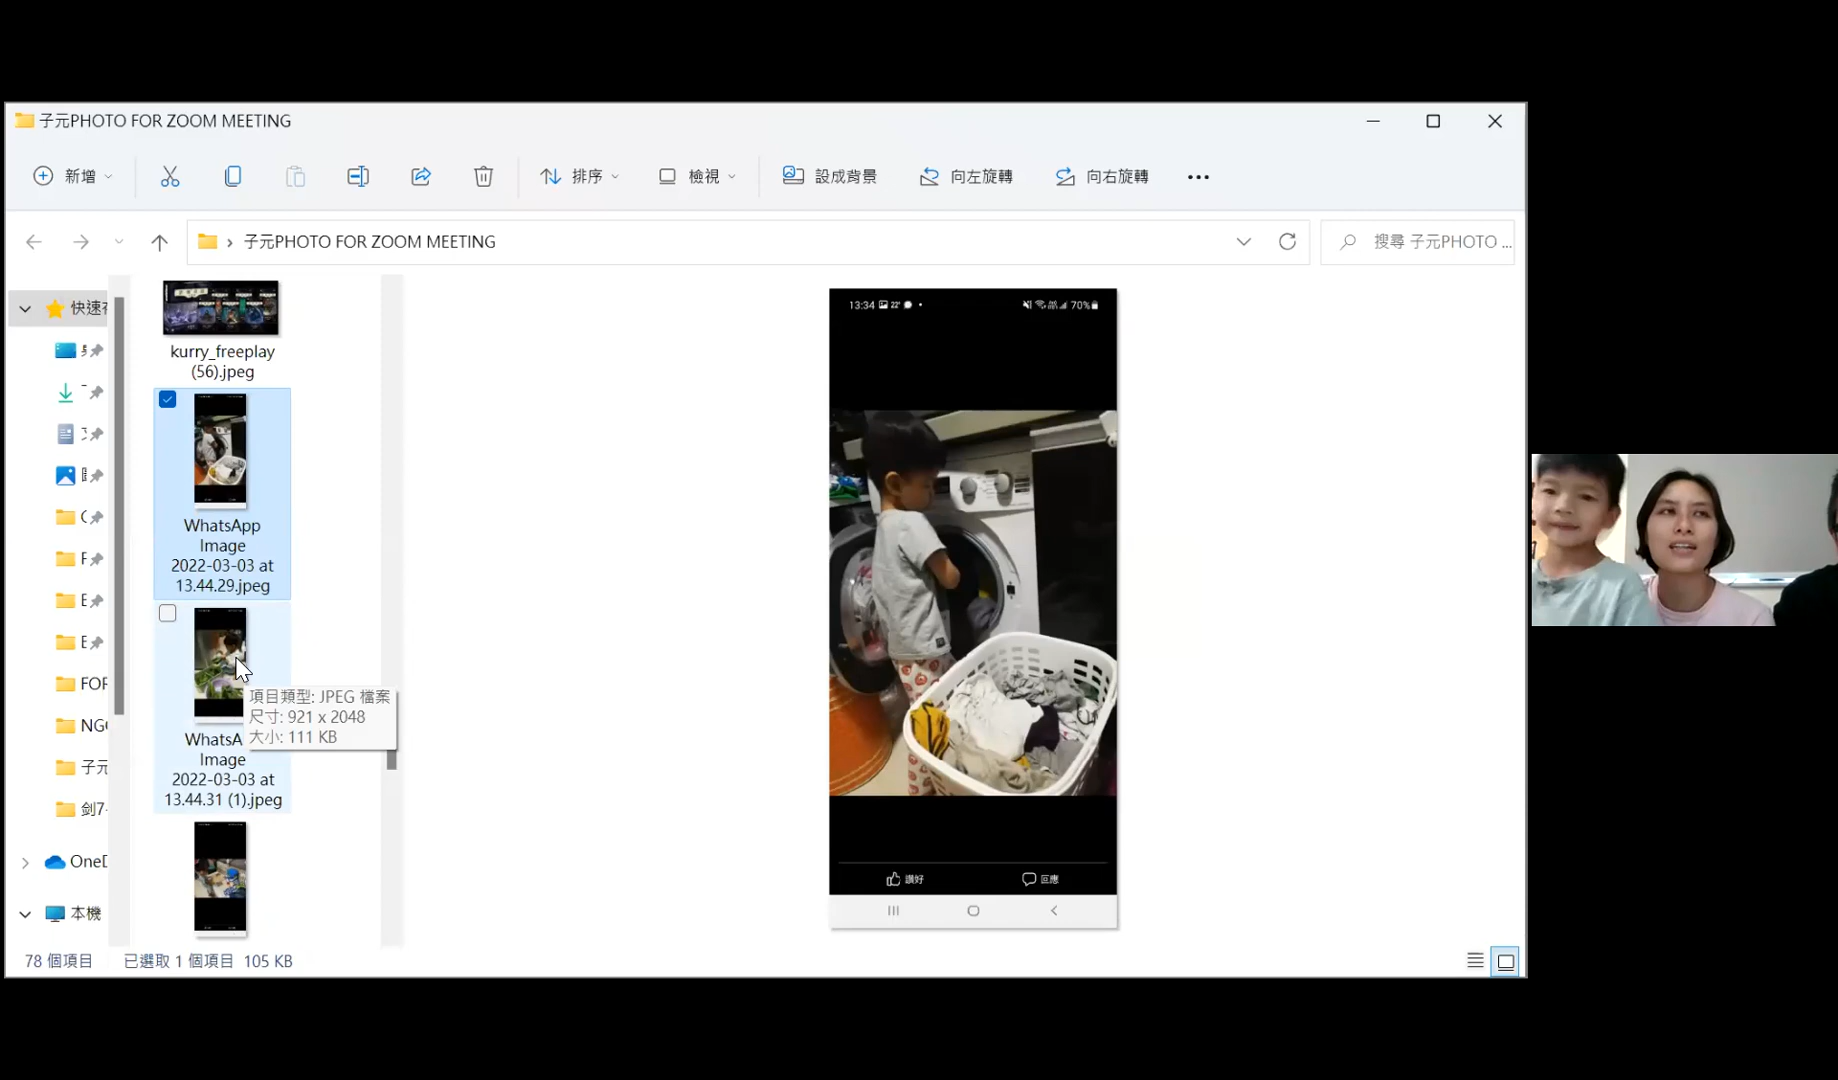 子元PHOTO FOR ZOOM MEETING
新增
排序
檢視
設成背景
向左旋轉
向右旋轉
子元PHOTO FOR ZOOM MEETING
搜尋 子元PHOTO ...
快速
FOR
子元
剑7
OneD
本機
kurry_freeplay
(56).jpeg
WhatsApp
Image
2022-03-03 at
13.44.29.jpeg
項目類型: JPEG 檔案
尺寸: 921 x 2048
大小: 111 KB
WhatsA
Image
2022-03-03 at
13.44.31 (1).jpeg
13:34
22°
70%
讚好
回應
78 個項目
已選取 1 個項目 105 KB